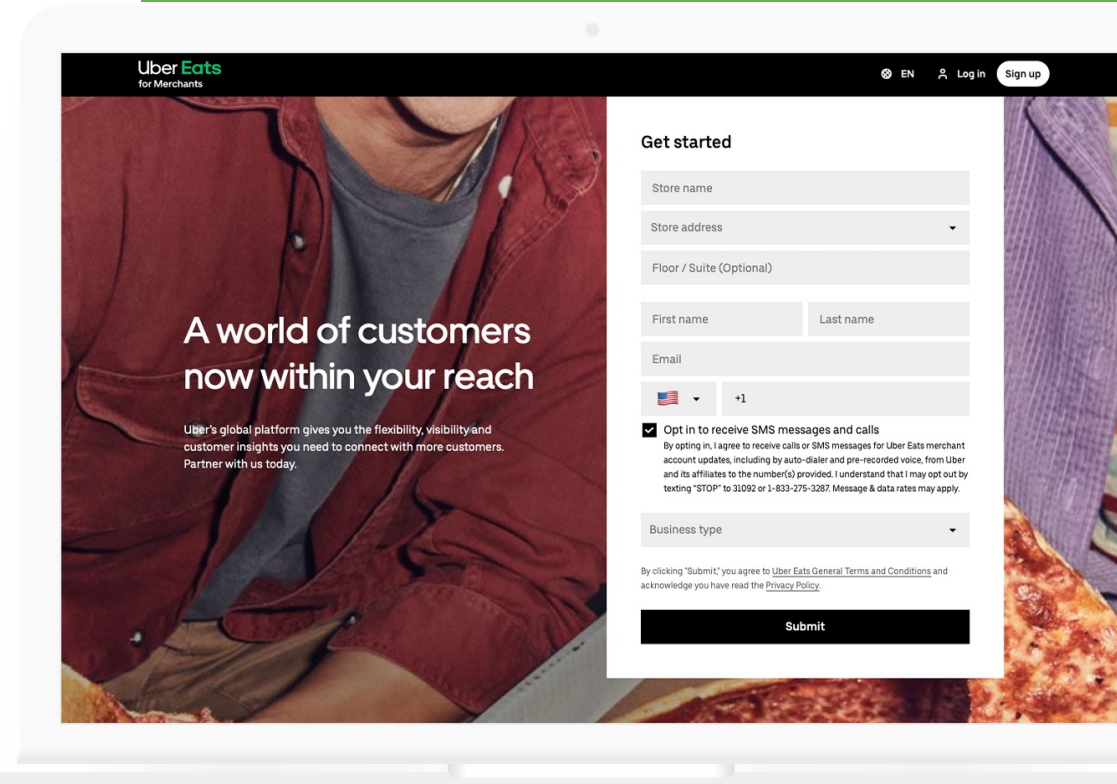 Uber Eats
for Merchants
EN
Log in
Sign up
A world of customers
now within your reach
Uber's global platform gives you the flexibility, visibility and
customer insights you need to connect with more customers.
Partner with us today.
Get started
Store name
Store address
Floor / Suite (Optional)
First name
Last name
Email
+1
Opt in to receive SMS messages and calls
By opting in, I agree to receive calls or SMS messages for Uber Eats merchant
account updates, including by auto-dialer and pre-recorded voice, from Uber
and its affiliates to the number(s) provided. I understand that I may opt out by
texting "STOP" to 31092 or 1-833-275-3287. Message & data rates may apply.
Business type
By clicking "Submit," you agree to Uber Eats General Terms and Conditions and
acknowledge you have read the Privacy Policy.
Submit